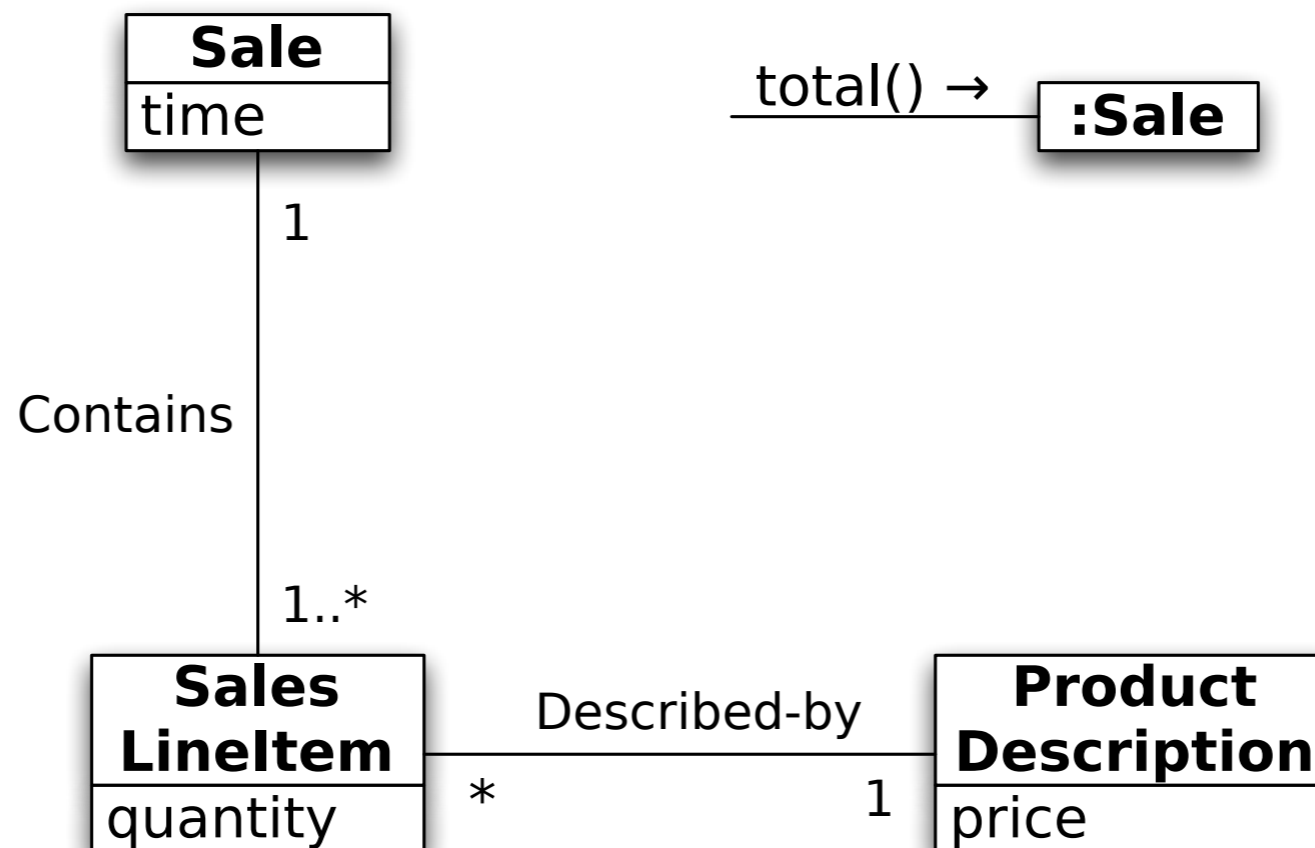 Sale
time
total() →
:Sale
1
Contains
1..*
Sales
LineItem
quantity
Described-by
*
1
Product
Description
price